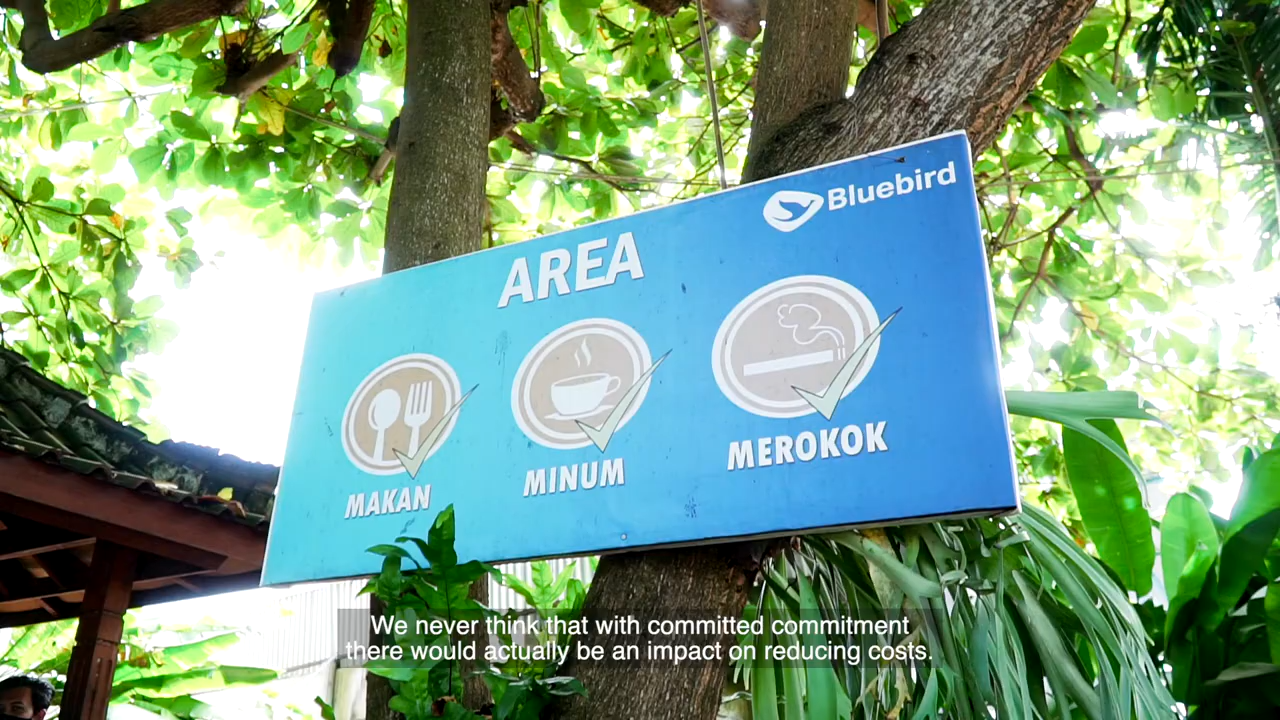 Bluebird
AREA
MAKAN
MINUM
MEROKOK
We never think that with committed commitment
there would actually be an impact on reducing costs.